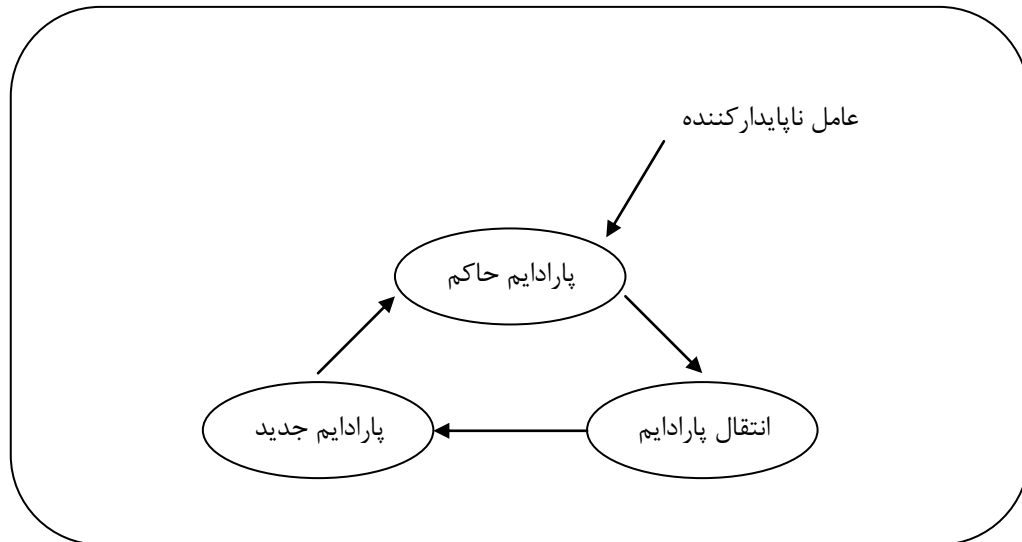 عامل ناپایدارکننده
پارادایم حاکم
انتقال پارادایم
پارادایم جدید